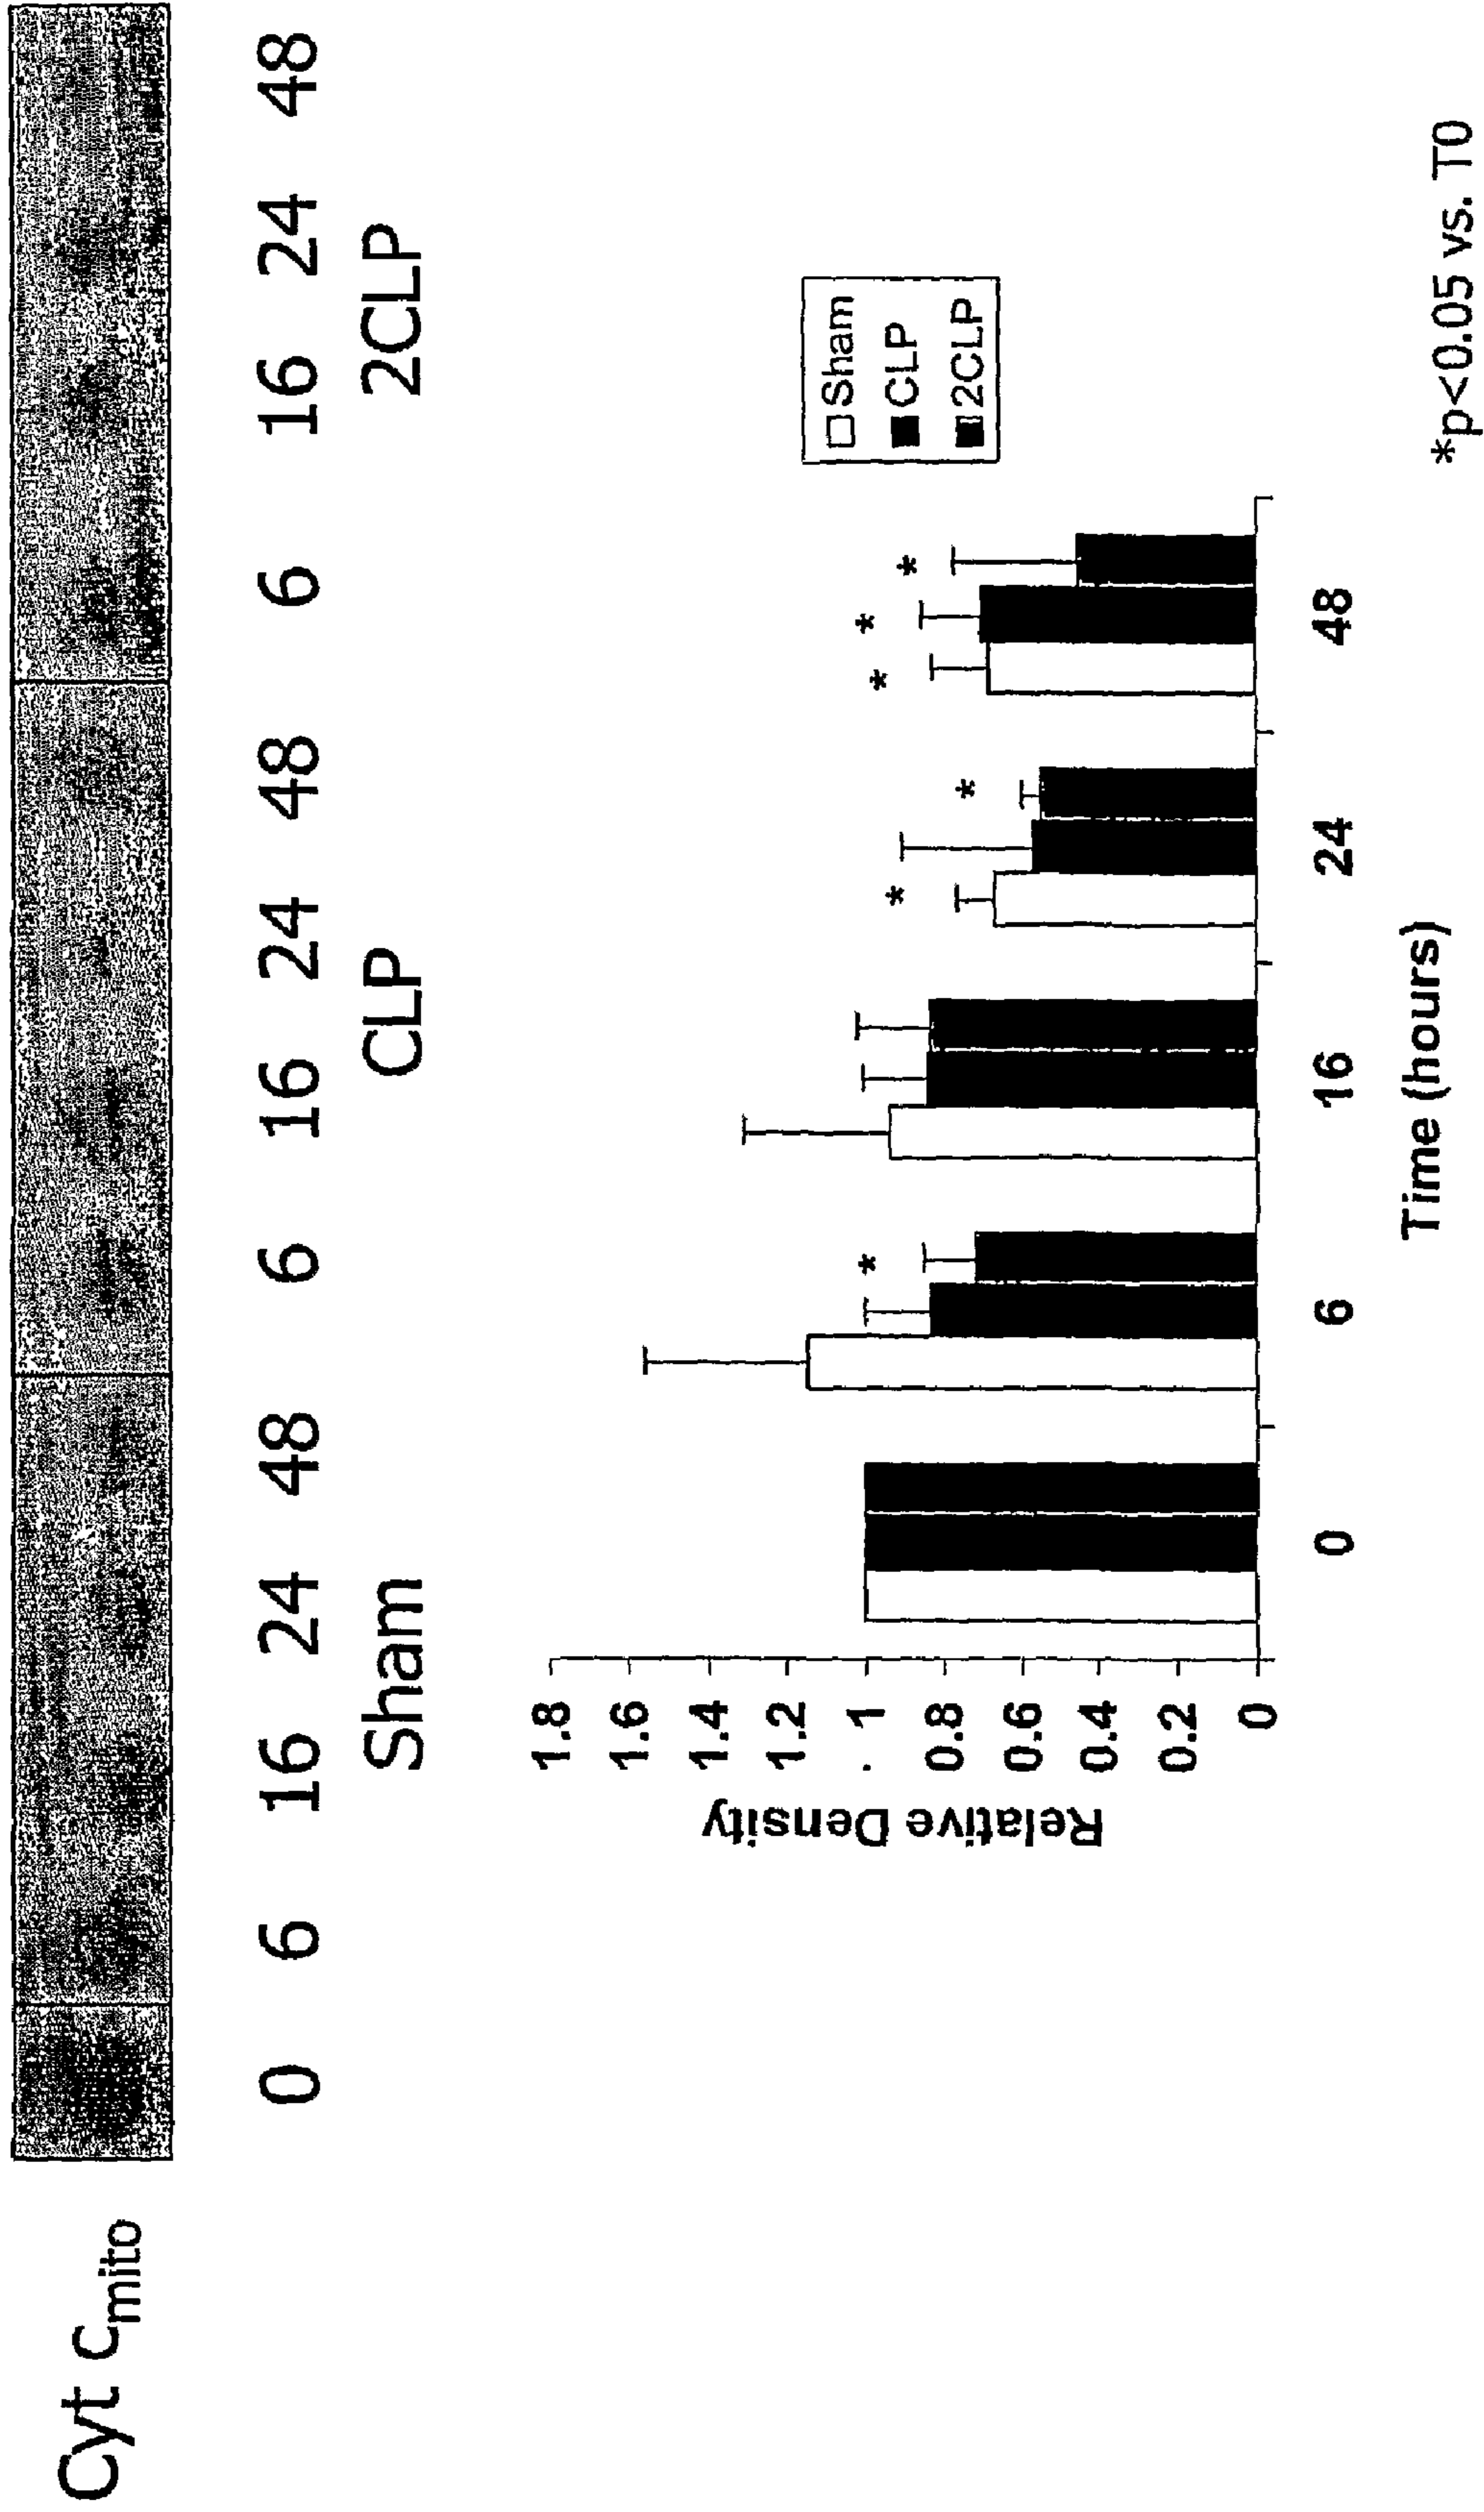 Cyt cmito
0 6 16 24 48 6 16 24 48 6 16 24 48
Sham CLP 2CLP
Relative Density
1.8
1.6
1.4
1.2
. 1
0.8
0.6
0.4
0.2
0
* * * * * *
0 6 16 24 48
Time (hours)
Sham
CLP
2CLP
*p<0.05 vs. T0